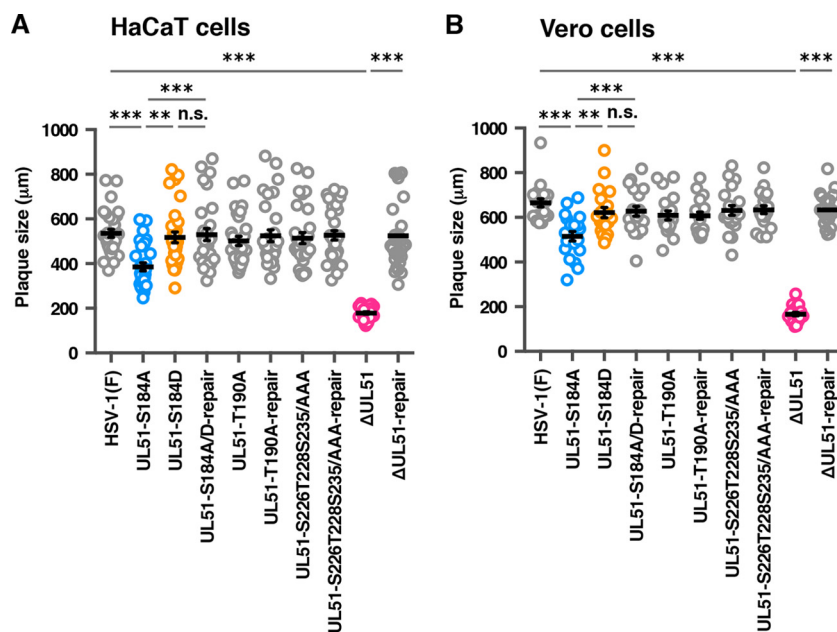 A
HaCaT cells
***
***
***
***
**
n.s.
Plaque size (μm)
1000
800
600
400
200
0
HSV-1(F)
UL51-S184A
UL51-S184D
UL51-S184A/D-repair
UL51-T190A
UL51-T190A-repair
UL51-S226T228S235/AAA
UL51-S226T228S235/AAA-repair
ΔUL51
ΔUL51-repair
B
Vero cells
***
***
***
***
**
n.s.
Plaque size (μm)
1000
800
600
400
200
0
HSV-1(F)
UL51-S184A
UL51-S184D
UL51-S184A/D-repair
UL51-T190A
UL51-T190A-repair
UL51-S226T228S235/AAA
UL51-S226T228S235/AAA-repair
ΔUL51
ΔUL51-repair